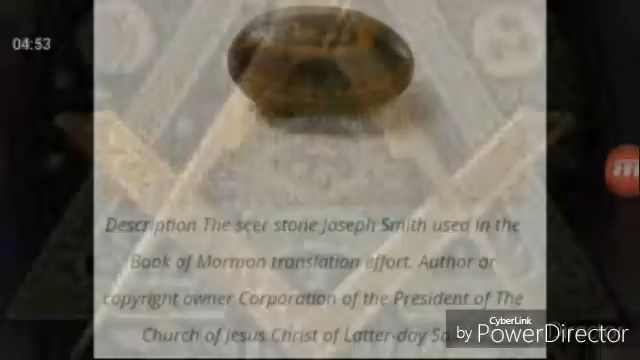 04:53
Description The seer stone Joseph Smith used in the
Book of Mormon translation effort. Author or
copyright owner Corporation of the President of The
Church of Jesus Christ of Latter-day
CyberLink
by PowerDirector